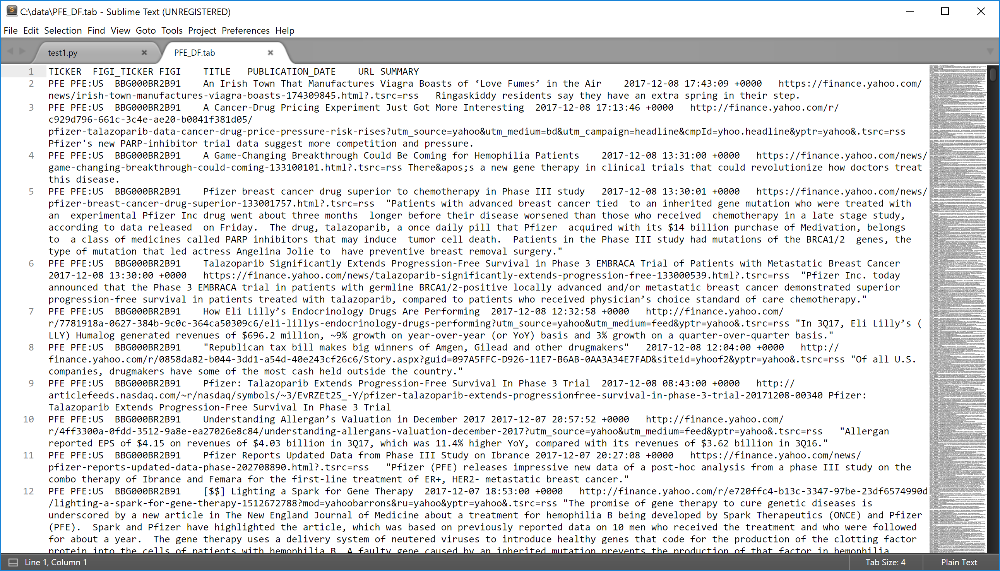 C:\data\PFE_DF.tab - Sublime Text (UNREGISTERED)
File Edit Selection Find View Goto Tools Project Preferences Help
test1.py PFE_DF.tab
1 TICKER FIGI_TICKER FIGI TITLE PUBLICATION_DATE URL SUMMARY
2 PFE PFE:US BBG000BR2B91 An Irish Town That Manufactures Viagra Boasts of ‘Love Fumes’ in the Air 2017-12-08 17:43:09 +0000 https://finance.yahoo.com/
news/irish-town-manufactures-viagra-boasts-174309845.html?.tsrc=rss Ringaskiddy residents say they have an extra spring in their step.
3 PFE PFE:US BBG000BR2B91 A Cancer-Drug Pricing Experiment Just Got More Interesting 2017-12-08 17:13:46 +0000 http://finance.yahoo.com/r/
c929d796-661c-3c4e-ae20-b0041f381d05/
pfizer-talazoparib-data-cancer-drug-price-pressure-risk-rises?utm_source=yahoo&utm_medium=bd&utm_campaign=headline&cmpId=yhoo.headline&yptr=yahoo&.tsrc=rss
Pfizer's new PARP-inhibitor trial data suggest more competition and pressure.
4 PFE PFE:US BBG000BR2B91 A Game-Changing Breakthrough Could Be Coming for Hemophilia Patients 2017-12-08 13:31:00 +0000 https://finance.yahoo.com/news/
game-changing-breakthrough-could-coming-133100101.html?.tsrc=rss There&apos;s a new gene therapy in clinical trials that could revolutionize how doctors treat
this disease.
5 PFE PFE:US BBG000BR2B91 Pfizer breast cancer drug superior to chemotherapy in Phase III study 2017-12-08 13:30:01 +0000 https://finance.yahoo.com/news/
pfizer-breast-cancer-drug-superior-133001757.html?.tsrc=rss "Patients with advanced breast cancer tied to an inherited gene mutation who were treated with
an experimental Pfizer Inc drug went about three months longer before their disease worsened than those who received chemotherapy in a late stage study,
according to data released on Friday. The drug, talazoparib, a once daily pill that Pfizer acquired with its $14 billion purchase of Medivation, belongs
to a class of medicines called PARP inhibitors that may induce tumor cell death. Patients in the Phase III study had mutations of the BRCA1/2 genes, the
type of mutation that led actress Angelina Jolie to have preventive breast removal surgery."
6 PFE PFE:US BBG000BR2B91 Talazoparib Significantly Extends Progression-Free Survival in Phase 3 EMBRACA Trial of Patients with Metastatic Breast Cancer
2017-12-08 13:30:00 +0000 https://finance.yahoo.com/news/talazoparib-significantly-extends-progression-free-133000539.html?.tsrc=rss "Pfizer Inc. today
announced that the Phase 3 EMBRACA trial in patients with germline BRCA1/2-positive locally advanced and/or metastatic breast cancer demonstrated superior
progression-free survival in patients treated with talazoparib, compared to patients who received physician’s choice standard of care chemotherapy."
7 PFE PFE:US BBG000BR2B91 How Eli Lilly’s Endocrinology Drugs Are Performing 2017-12-08 12:32:58 +0000 http://finance.yahoo.com/
r/7781918a-0627-384b-9c0c-364ca50309c6/eli-lillys-endocrinology-drugs-performing?utm_source=yahoo&utm_medium=feed&yptr=yahoo&.tsrc=rss "In 3Q17, Eli Lilly’s (
LLY) Humalog generated revenues of $696.2 million, ~9% growth on year-over-year (or YoY) basis and 3% growth on a quarter-over-quarter basis."
8 PFE PFE:US BBG000BR2B91 "Republican tax bill makes big winners of Amgen, Gilead and other drugmakers" 2017-12-08 12:04:00 +0000 http://
finance.yahoo.com/r/0858da82-b044-3dd1-a54d-40e243cf26c6/Story.aspx?guid=097A5FFC-D926-11E7-B6AB-0AA3A34E7FAD&siteid=yhoof2&yptr=yahoo&.tsrc=rss "Of all U.S.
companies, drugmakers have some of the most cash held outside the country."
9 PFE PFE:US BBG000BR2B91 Pfizer: Talazoparib Extends Progression-Free Survival In Phase 3 Trial 2017-12-08 08:43:00 +0000 http://
articlefeeds.nasdaq.com/~r/nasdaq/symbols/~3/EvRZEt2S_-Y/pfizer-talazoparib-extends-progressionfree-survival-in-phase-3-trial-20171208-00340 Pfizer:
Talazoparib Extends Progression-Free Survival In Phase 3 Trial
10 PFE PFE:US BBG000BR2B91 Understanding Allergan’s Valuation in December 2017 2017-12-07 20:57:52 +0000 http://finance.yahoo.com/
r/4ff3300a-0fdd-3512-9a8e-ea27026e8c84/understanding-allergans-valuation-december-2017?utm_source=yahoo&utm_medium=feed&yptr=yahoo&.tsrc=rss "Allergan
reported EPS of $4.15 on revenues of $4.03 billion in 3Q17, which was 11.4% higher YoY, compared with its revenues of $3.62 billion in 3Q16."
11 PFE PFE:US BBG000BR2B91 Pfizer Reports Updated Data from Phase III Study on Ibrance 2017-12-07 20:27:08 +0000 https://finance.yahoo.com/news/
pfizer-reports-updated-data-phase-202708890.html?.tsrc=rss "Pfizer (PFE) releases impressive new data of a post-hoc analysis from a phase III study on the
combo therapy of Ibrance and Femara for the first-line treatment of ER+, HER2- metastatic breast cancer."
12 PFE PFE:US BBG000BR2B91 [$$] Lighting a Spark for Gene Therapy 2017-12-07 18:53:00 +0000 http://finance.yahoo.com/r/e720ffc4-b13c-3347-97be-23df6574990d
/lighting-a-spark-for-gene-therapy-1512672788?mod=yahoobarrons&ru=yahoo&yptr=yahoo&.tsrc=rss "The promise of gene therapy to cure genetic diseases is
underscored by a new article in The New England Journal of Medicine about a treatment for hemophilia B being developed by Spark Therapeutics (ONCE) and Pfizer
(PFE). Spark and Pfizer have highlighted the article, which was based on previously reported data on 10 men who received the treatment and who were followed
for about a year. The gene therapy uses a delivery system of neutered viruses to introduce healthy genes that code for the production of the clotting factor
protein into the cells of patients with hemophilia B. A faulty gene caused by an inherited mutation prevents the production of that factor in hemophilia
Line 1, Column 1 Tab Size: 4 Plain Text